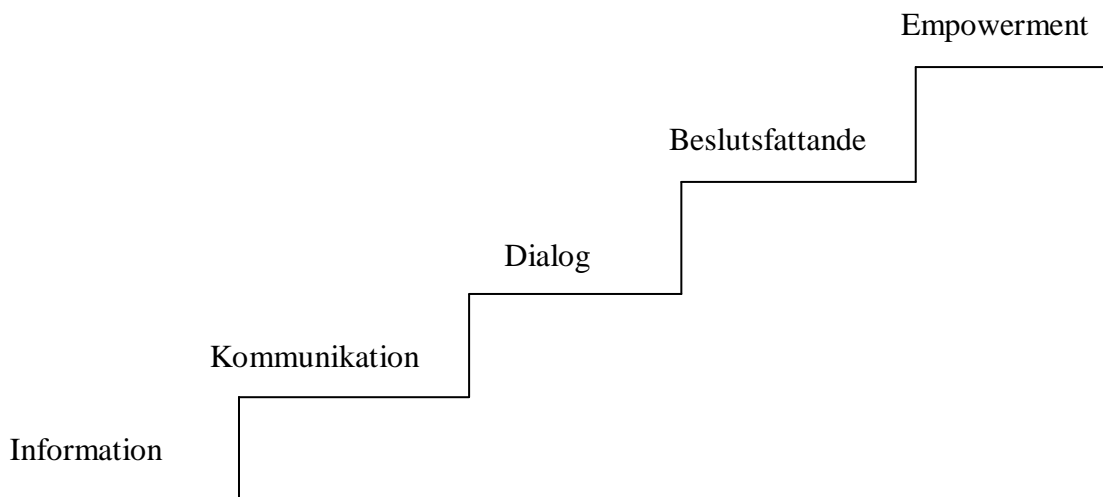 Empowerment
Beslutsfattande
Dialog
Kommunikation
Information